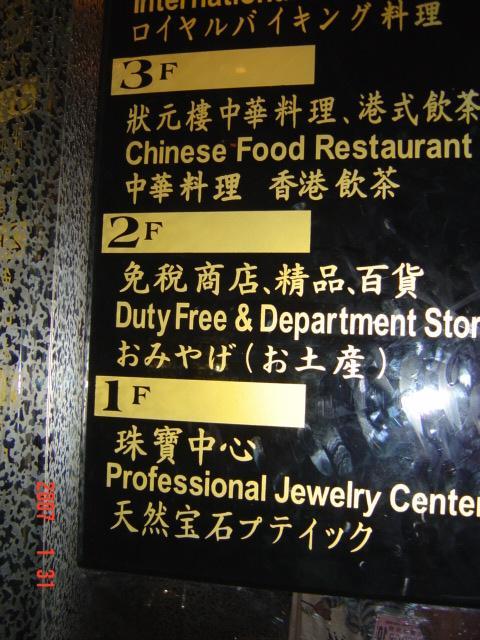 ロイヤルバイキング料理
3F
狀元樓中華料理、港式飲茶
Chinese Food Restaurant
中華料理 香港飲茶
2F
免稅商店、精品、百貨
Duty Free & Department Stor
おみやげ(お土産)
1F
珠寶中心
Professional Jewelry Center
天然宝石プティック
2007 1 31